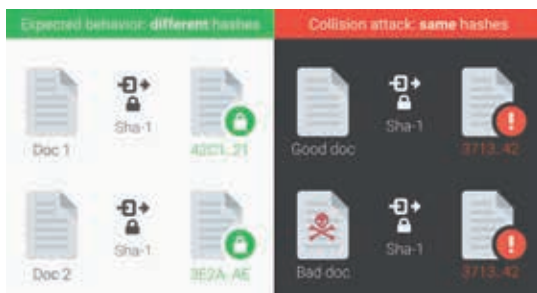 Expected behavior: different hashes
Doc 1
Sha-1
42C1..21
Doc 2
Sha-1
3E2A..AE
Collision attack: same hashes
Good doc
Sha-1
3713..42
Bad doc
Sha-1
3713..42